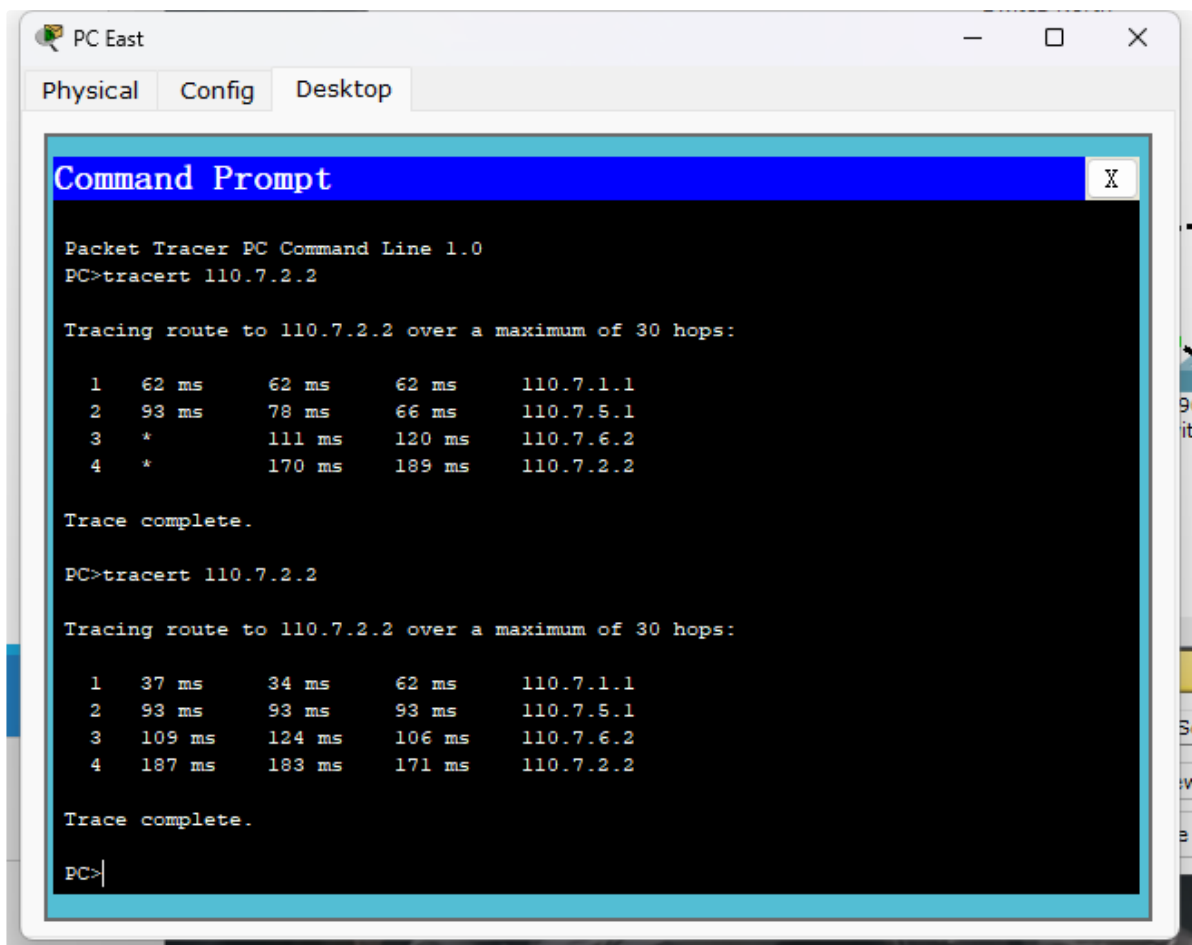 PC East
Physical Config Desktop
Command Prompt X
Packet Tracer PC Command Line 1.0
PC>tracert 110.7.2.2
Tracing route to 110.7.2.2 over a maximum of 30 hops:
1 62 ms 62 ms 62 ms 110.7.1.1
2 93 ms 78 ms 66 ms 110.7.5.1
3 * 111 ms 120 ms 110.7.6.2
4 * 170 ms 189 ms 110.7.2.2
Trace complete.
PC>tracert 110.7.2.2
Tracing route to 110.7.2.2 over a maximum of 30 hops:
1 37 ms 34 ms 62 ms 110.7.1.1
2 93 ms 93 ms 93 ms 110.7.5.1
3 109 ms 124 ms 106 ms 110.7.6.2
4 187 ms 183 ms 171 ms 110.7.2.2
Trace complete.
PC>